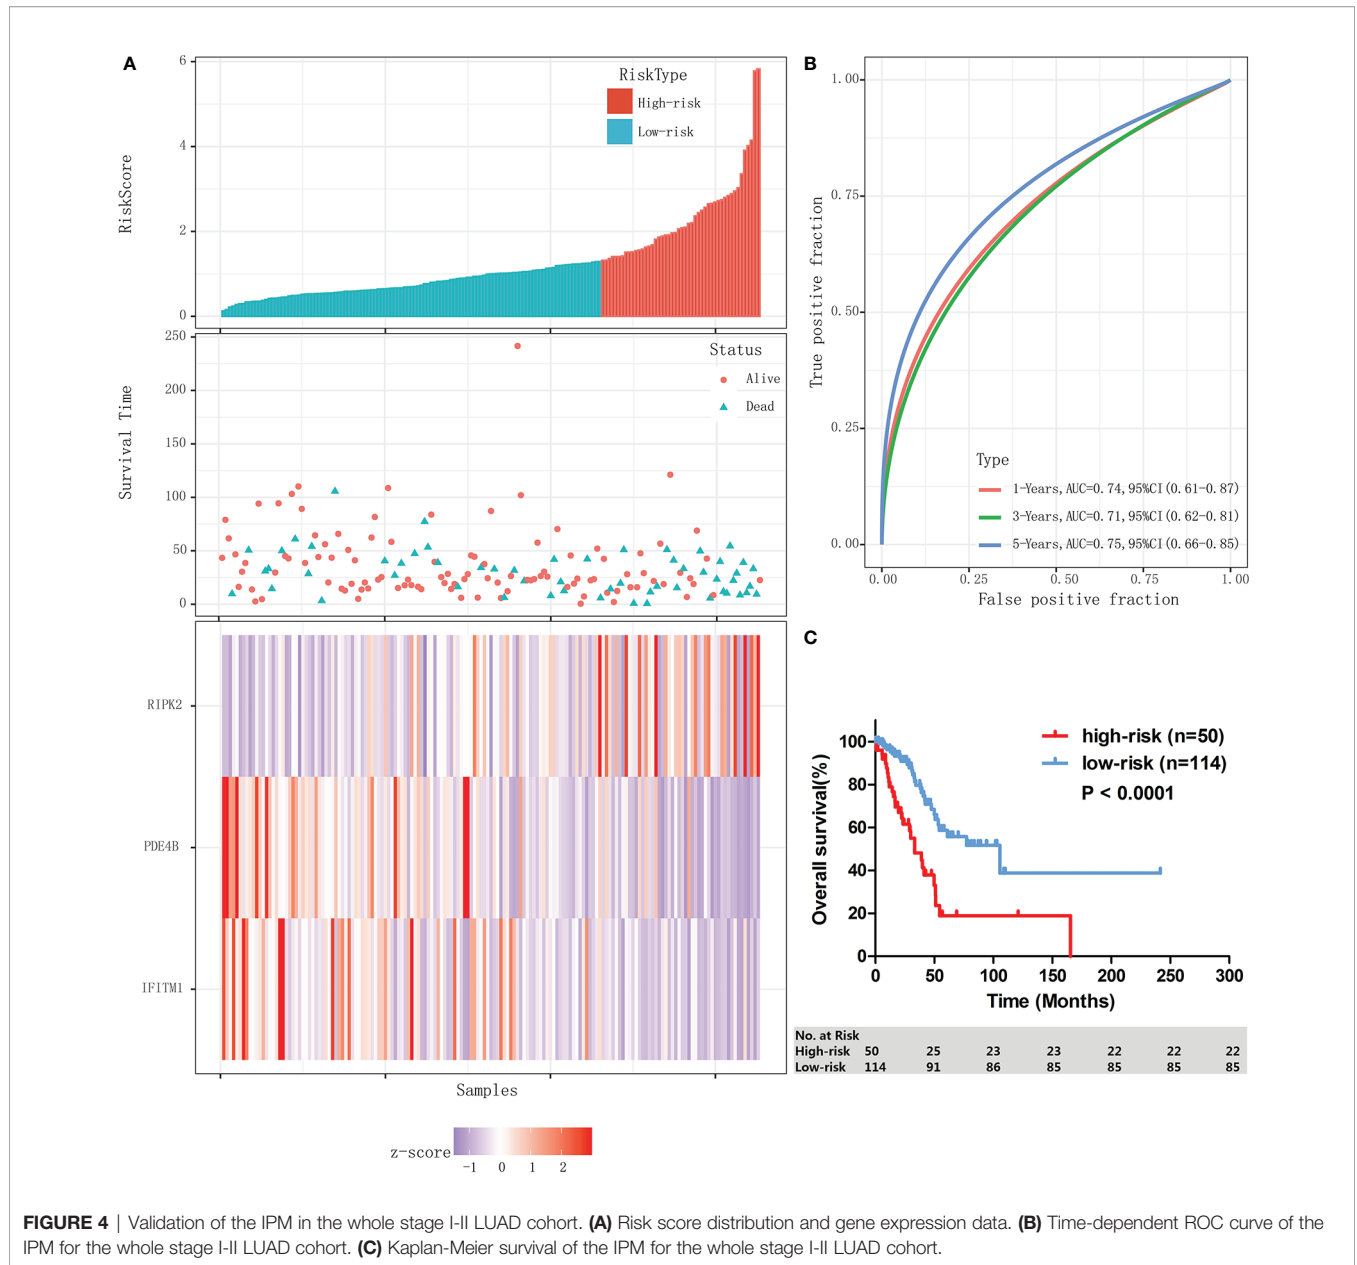 A
6
4
2
0
RiskScore
RiskType
High-risk
Low-risk
250
200
150
100
50
0
Survival Time
Status
Alive
Dead
RIPK2
PDE4B
IFITM1
Samples
z-score
-1 0 1 2
B
1.00
0.75
0.50
0.25
0.00
True positive fraction
Type
1-Years, AUC=0.74, 95%CI(0.61-0.87)
3-Years, AUC=0.71, 95%CI(0.62-0.81)
5-Years, AUC=0.75, 95%CI(0.66-0.85)
0.00 0.25 0.50 0.75 1.00
False positive fraction
C
100
80
60
40
20
0
Overall survival(%)
high-risk (n=50)
low-risk (n=114)
P < 0.0001
0 50 100 150 200 250 300
Time (Months)
No. at Risk
High-risk 50 25 23 23 22 22 22
Low-risk 114 91 86 85 85 85 85
FIGURE 4 | Validation of the IPM in the whole stage I-II LUAD cohort. (A) Risk score distribution and gene expression data. (B) Time-dependent ROC curve of the
IPM for the whole stage I-II LUAD cohort. (C) Kaplan-Meier survival of the IPM for the whole stage I-II LUAD cohort.